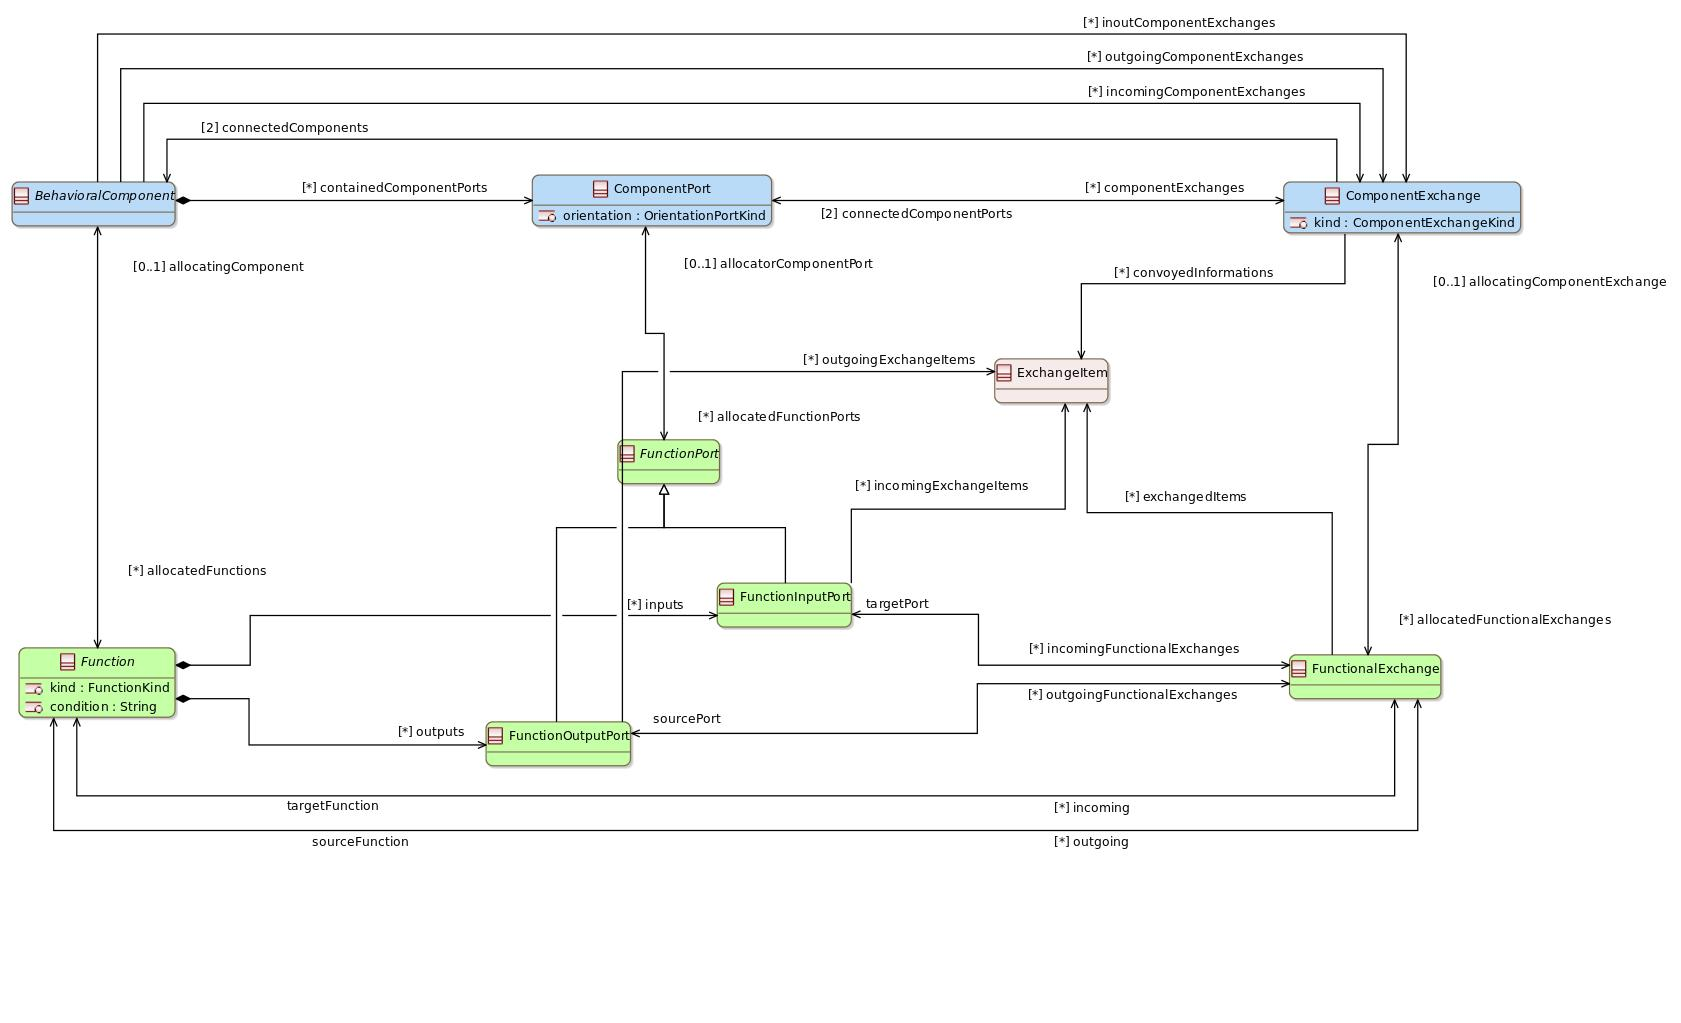 [*] inoutComponentExchanges
[*] outgoingComponentExchanges
[*] incomingComponentExchanges
[2] connectedComponents
BehavioralComponent
[*] containedComponentPorts
ComponentPort
orientation : OrientationPortKind
[*] componentExchanges
[2] connectedComponentPorts
ComponentExchange
kind : ComponentExchangeKind
[0..1] allocatingComponent
[0..1] allocatorComponentPort
[*] convoyedInformations
[0..1] allocatingComponentExchange
[*] outgoingExchangeItems
ExchangeItem
[*] allocatedFunctionPorts
FunctionPort
[*] incomingExchangeItems
[*] exchangedItems
[*] allocatedFunctions
FunctionInputPort
[*] inputs
targetPort
[*] allocatedFunctionalExchanges
[*] incomingFunctionalExchanges
Function
kind : FunctionKind
condition : String
FunctionalExchange
[*] outgoingFunctionalExchanges
sourcePort
[*] outputs
FunctionOutputPort
targetFunction
[*] incoming
sourceFunction
[*] outgoing